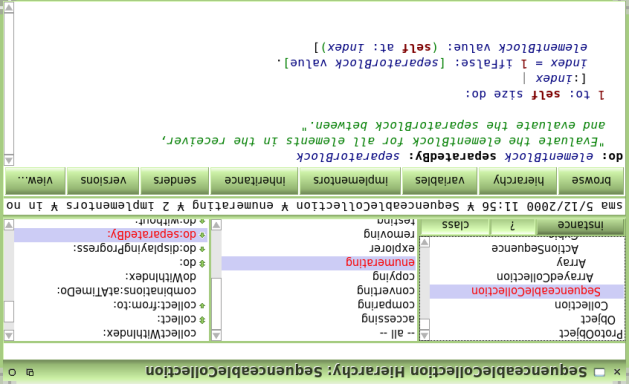 SequenceableCollection Hierarchy: SequenceableCollection
ProtoObject
Object
Collection
SequenceableCollection
ArrayedCollection
Array
ActionSequence
instance ? class
-- all --
accessing
comparing
converting
copying
enumerating
explorer
removing
testing
collectWithIndex:
collect:
collect:from:to:
combinations:atATimeDo:
doWithIndex:
do:
do:displayingProgress:
do:separatedBy:
do:without:
sma 5/12/2000 11:56 ¥ SequenceableCollection ¥ enumerating ¥ 2 implementors ¥ in no
browse hierarchy variables implementors inheritance senders versions view...
do: elementBlock separatedBy: separatorBlock
"Evaluate the elementBlock for all elements in the receiver,
and evaluate the separatorBlock between."
1 to: self size do:
[:index |
index = 1 ifFalse: [separatorBlock value].
elementBlock value: (self at: index)]